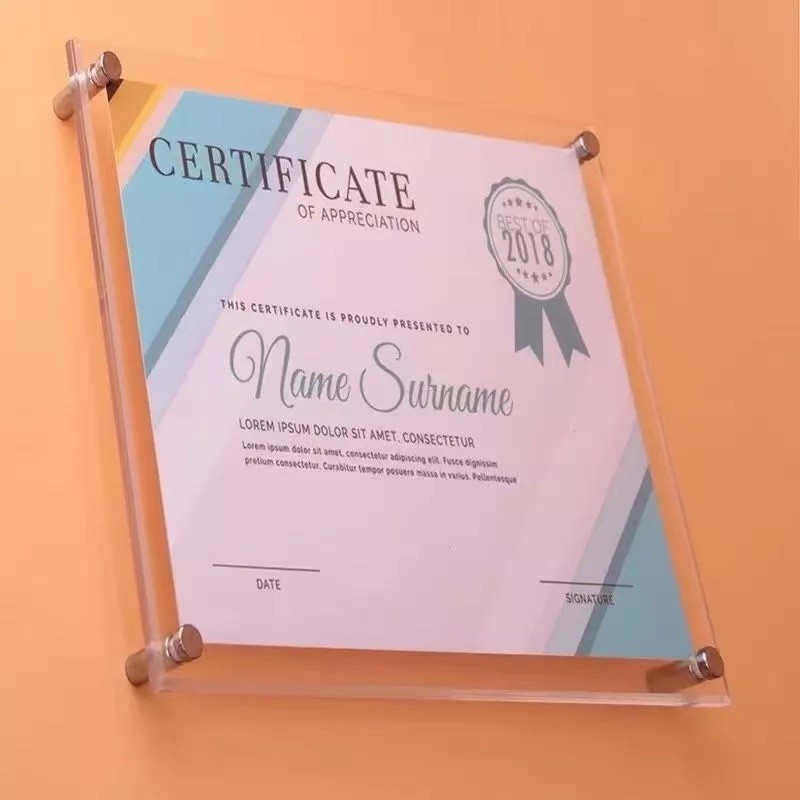 CERTIFICATE
OF APPRECIATION
BEST OF
2018
THIS CERTIFICATE IS PROUDLY PRESENTED TO
Name Surname
LOREM IPSUM DOLOR SIT AMET, CONSECTETUR
Lorem ipsum dolor sit amet, consectetur adipiscing elit. Fusce dignissim
pretium consectetur. Curabitur tempor posuere massa in varius. Pellentesque
DATE
SIGNATURE